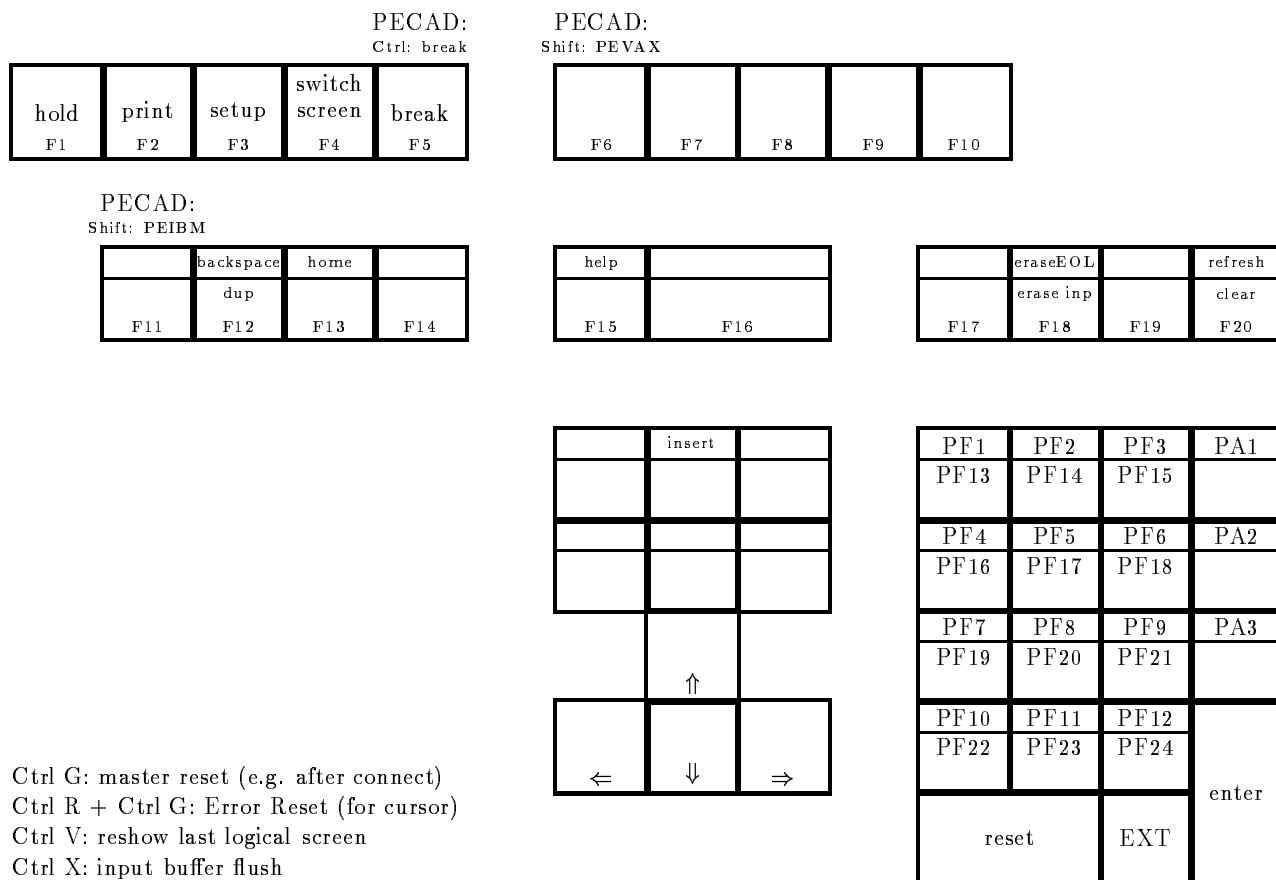 PECAD: PECAD:
Ctrl: break Shift: PEVAX
switch
hold print setup screen break
F1 F2 F3 F4 F5 F6 F7 F8 F9 F10
PECAD:
Shift: PEIBM
backspace home help eraseEOL refresh
dup erase inp clear
F11 F12 F13 F14 F15 F16 F17 F18 F19 F20
insert PF1 PF2 PF3 PA1
PF13 PF14 PF15
PF4 PF5 PF6 PA2
PF16 PF17 PF18
PF7 PF8 PF9 PA3
PF19 PF20 PF21
⇑
PF10 PF11 PF12
PF22 PF23 PF24
⇐ ⇓ ⇒
enter
reset EXT
Ctrl G: master reset (e.g. after connect)
Ctrl R + Ctrl G: Error Reset (for cursor)
Ctrl V: reshow last logical screen
Ctrl X: input buffer flush